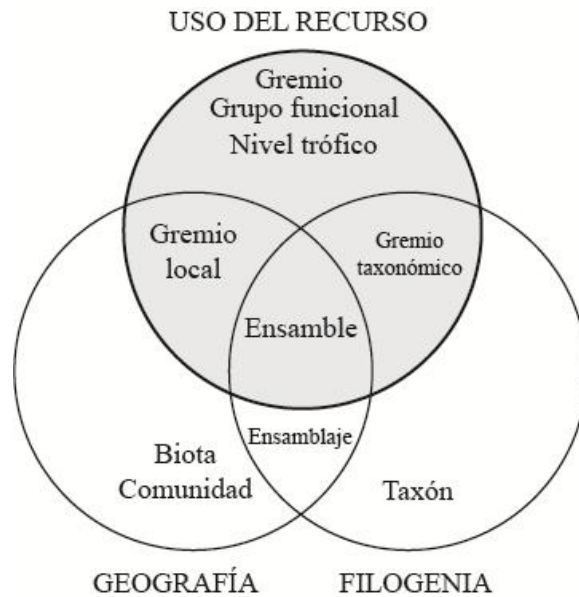 USO DEL RECURSO
Gremio
Grupo funcional
Nivel trófico
Gremio
local
Gremio
taxonómico
Ensamble
Ensamblaje
Biota
Comunidad
Taxón
GEOGRAFÍA
FILOGENIA